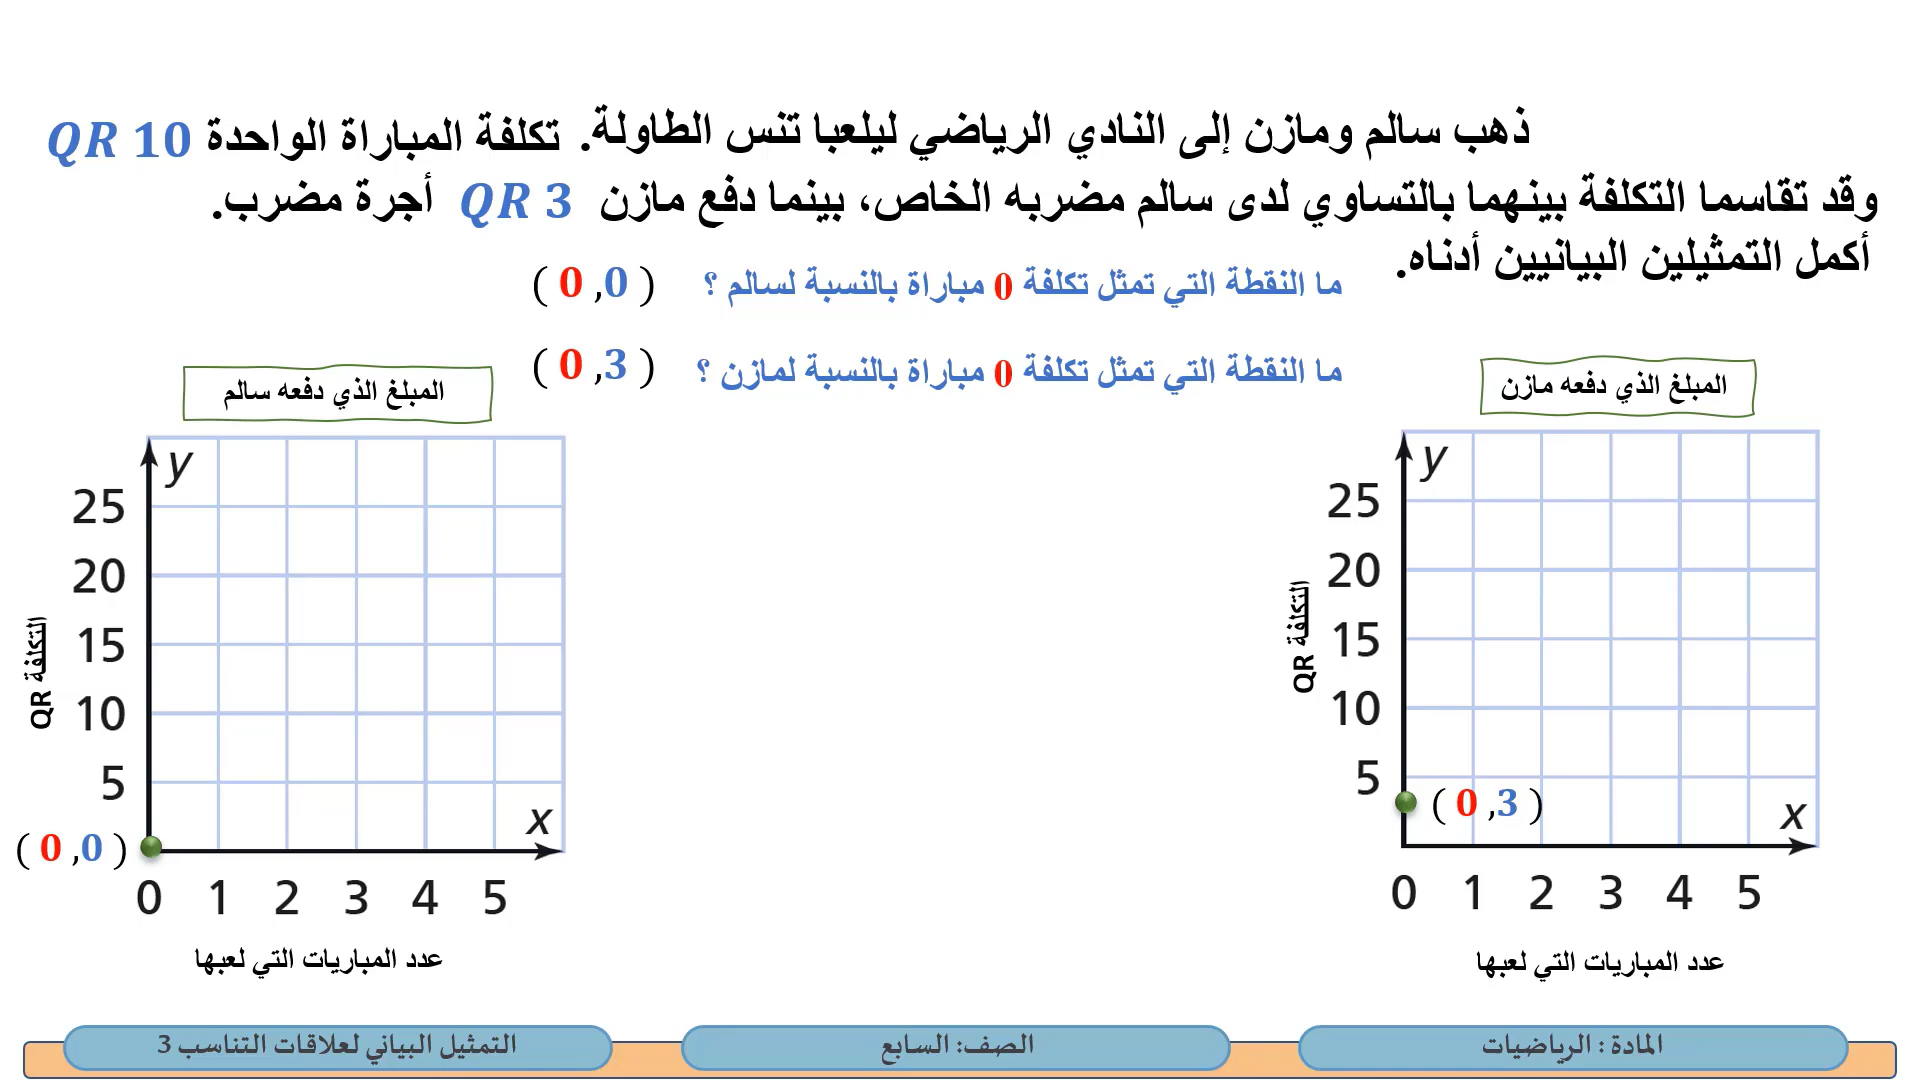 ذهب سالم ومازن إلى النادي الرياضي ليلعبا تنس الطاولة. تكلفة المباراة الواحدة QR 10
وقد تقاسما التكلفة بينهما بالتساوي لدى سالم مضربه الخاص، بينما دفع مازن QR 3 أجرة مضرب.
أكمل التمثيلين البيانيين أدناه.
ما النقطة التي تمثل تكلفة 0 مباراة بالنسبة لسالم ؟ ( 0 ,0 )
ما النقطة التي تمثل تكلفة 0 مباراة بالنسبة لمازن ؟ ( 0 ,3 )
المبلغ الذي دفعه مازن
y
25
20
15
10
5
( 0 ,3 )
x
0 1 2 3 4 5
التكلفة QR
عدد المباريات التي لعبها
المبلغ الذي دفعه سالم
y
25
20
15
10
5
x
( 0 ,0 )
0 1 2 3 4 5
التكلفة QR
عدد المباريات التي لعبها
المادة : الرياضيات
الصف: السابع
التمثيل البياني لعلاقات التناسب 3